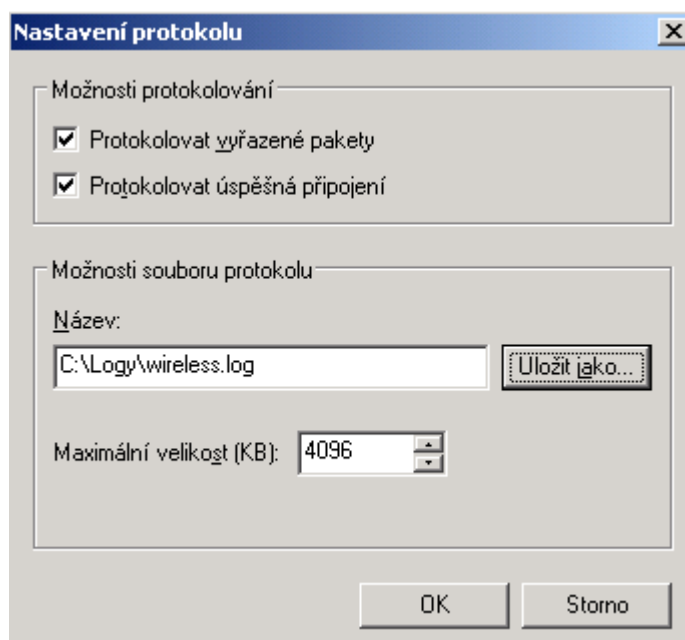 Nastavení protokolu
Možnosti protokolování
Protokolovat vyřazené pakety
Protokolovat úspěšná připojení
Možnosti souboru protokolu
Název:
C:\Logy\wireless.log
Uložit jako...
Maximální velikost (KB):
4096
OK
Storno